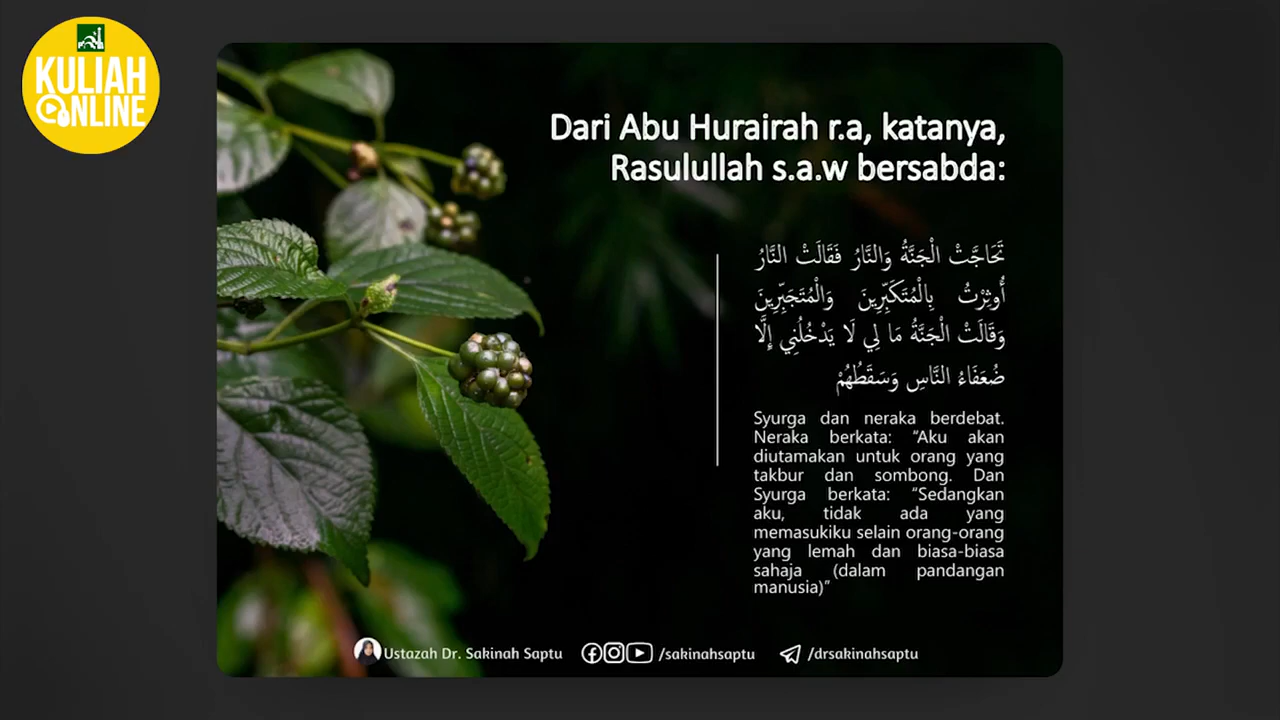 KULIAH
ONLINE
Dari Abu Hurairah r.a, katanya,
Rasulullah s.a.w bersabda:
تَحَاجَّتْ الْجَنَّةُ وَالنَّارُ فَقَالَتْ النَّارُ
أُوثِرْتُ بِالْمُتَكَبِّرِينَ وَالْمُتَجَبِّرِينَ
وَقَالَتْ الْجَنَّةُ مَا لِي لَا يَدْخُلُنِي إِلَّا
ضُعَفَاءُ النَّاسِ وَسَقَطُهُمْ
Syurga dan neraka berdebat.
Neraka berkata: “Aku akan
diutamakan untuk orang yang
takbur dan sombong. Dan
Syurga berkata: “Sedangkan
aku, tidak ada yang
memasukiku selain orang-orang
yang lemah dan biasa-biasa
sahaja (dalam pandangan
manusia)”
Ustazah Dr. Sakinah Saptu /sakinahsaptu /drsakinahsaptu